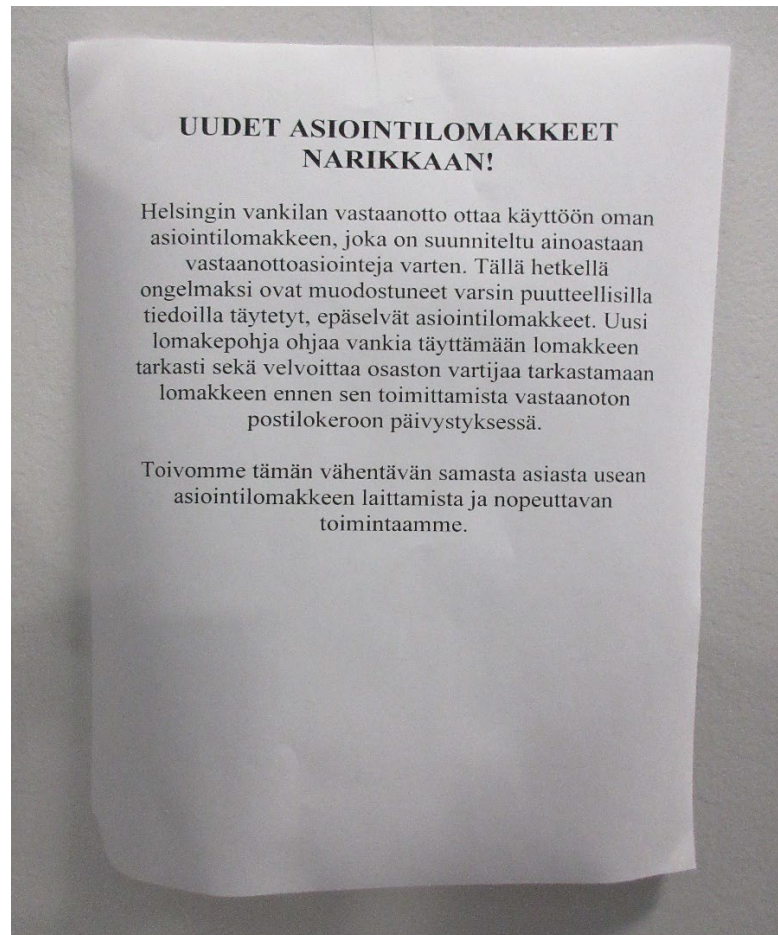 UUDET ASIOINTILOMAKKEET
NARIKKAAN!
Helsingin vankilan vastaanotto ottaa käyttöön oman
asiointilomakkeen, joka on suunniteltu ainoastaan
vastaanottoasiointeja varten. Tällä hetkellä
ongelmaksi ovat muodostuneet varsin puutteellisilla
tiedoilla täytetyt, epäselvät asiointilomakkeet. Uusi
lomakepohja ohjaa vankia täyttämään lomakkeen
tarkasti sekä velvoittaa osaston vartijaa tarkastamaan
lomakkeen ennen sen toimittamista vastaanoton
postilokeroon päivystyksessä.
Toivomme tämän vähentävän samasta asiasta usean
asiointilomakkeen laittamista ja nopeuttavan
toimintaamme.